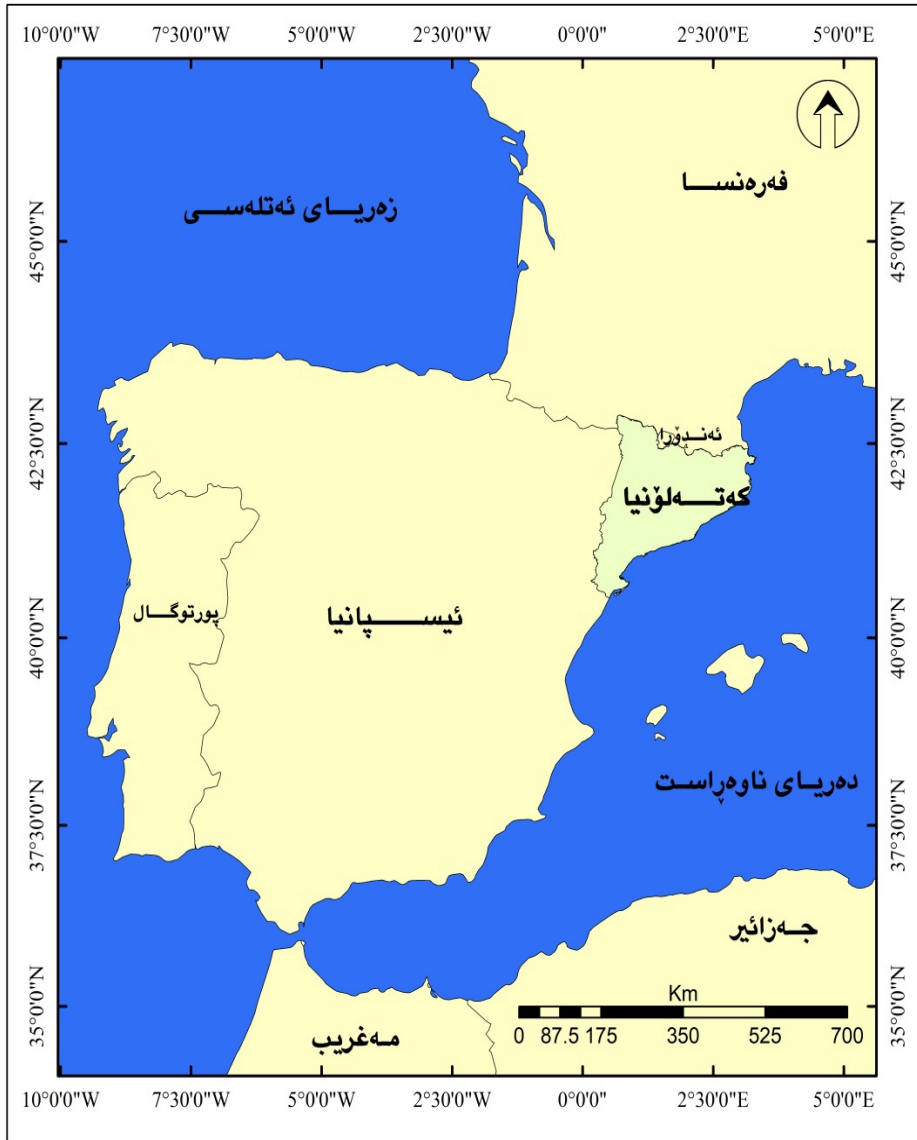 10°0'0"W 7°30'0"W 5°0'0"W 2°30'0"W 0°0'0" 2°30'0"E 5°0'0"E
فەرەنسا
زەریای ئەتلەسی
45°0'0"N 45°0'0"N
ئەندۆرا
42°30'0"N 42°30'0"N
کەتەلۆنیا
پورتوگال
ئیسپانیا
40°0'0"N 40°0'0"N
دەریای ناوەڕاست
37°30'0"N 37°30'0"N
جەزائیر
35°0'0"N 35°0'0"N
Km
0 87.5 175 350 525 700
مەغریب
10°0'0"W 7°30'0"W 5°0'0"W 2°30'0"W 0°0'0" 2°30'0"E 5°0'0"E